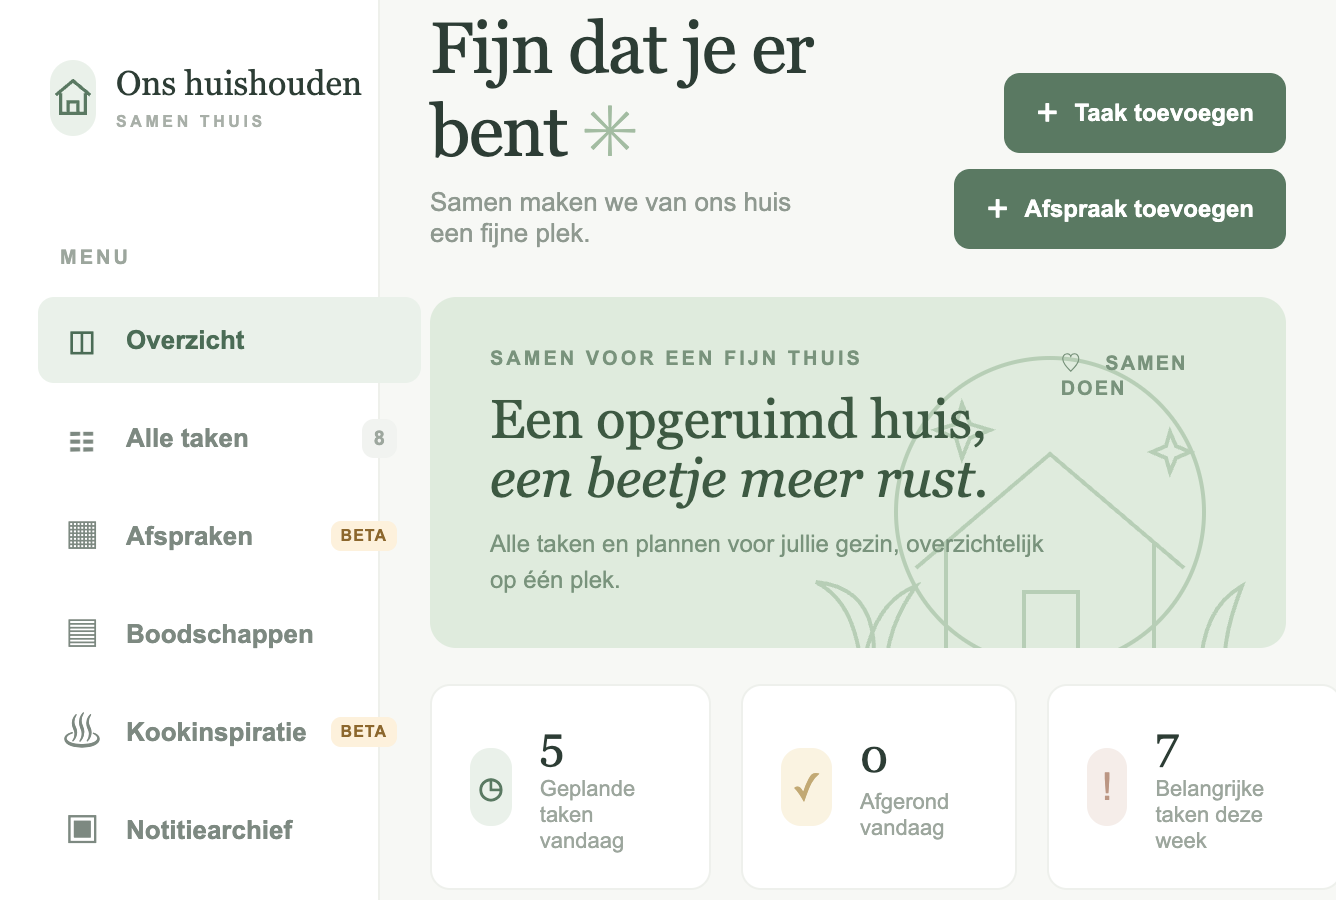 Ons huishouden
SAMEN THUIS
MENU
Overzicht
Alle taken 8
Afspraken BETA
Boodschappen
Kookinspiratie BETA
Notitiearchief
Fijn dat je er
bent
Samen maken we van ons huis
een fijne plek.
+ Taak toevoegen
+ Afspraak toevoegen
SAMEN VOOR EEN FIJN THUIS
♡ SAMEN
DOEN
Een opgeruimd huis,
een beetje meer rust.
Alle taken en plannen voor jullie gezin, overzichtelijk
op één plek.
5
Geplande
taken
vandaag
0
Afgerond
vandaag
!
7
Belangrijke
taken deze
week